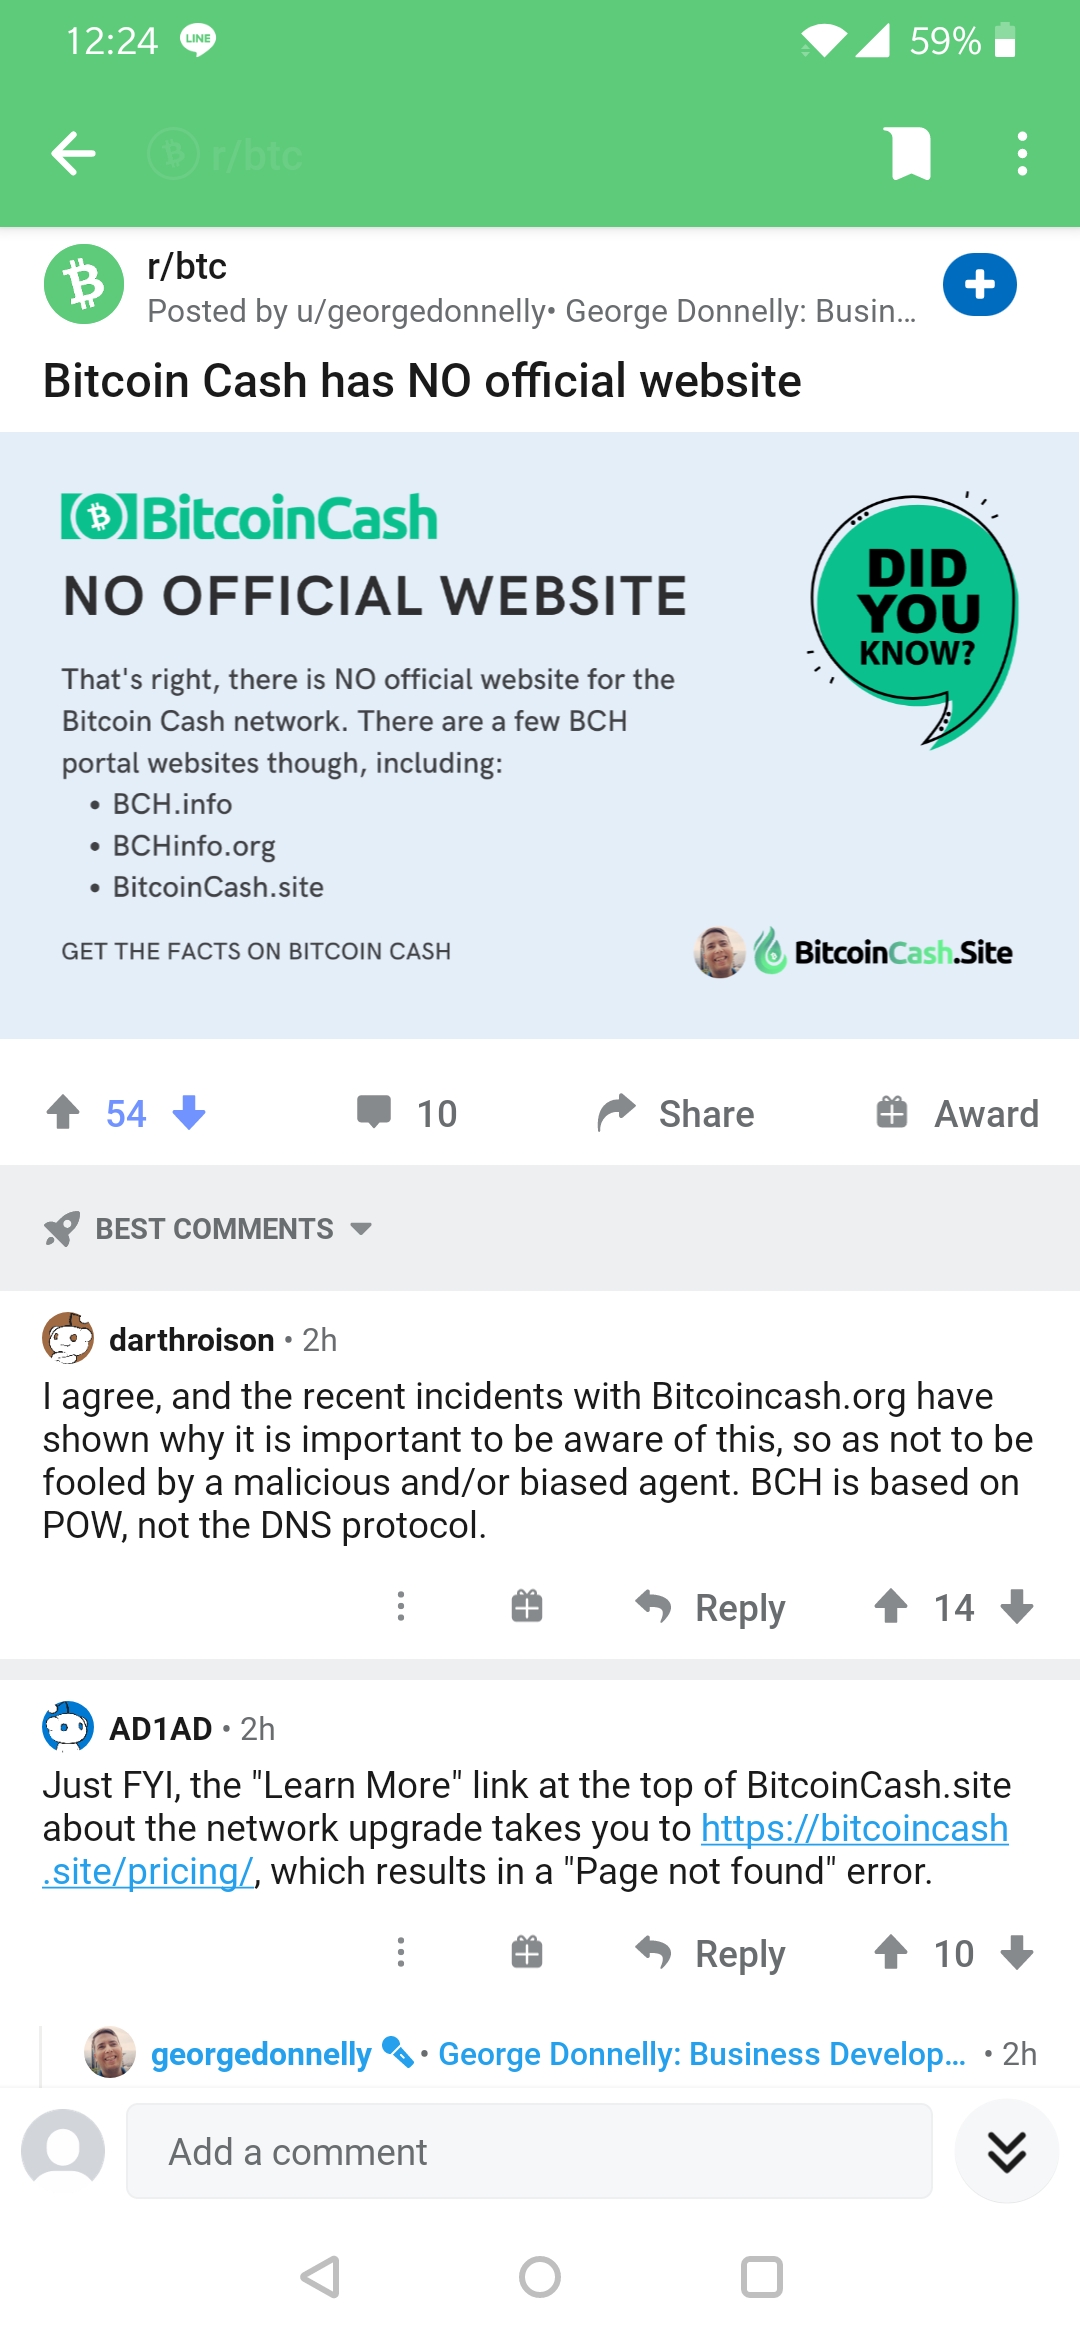 12:24 LINE 59%
r/btc
r/btc
Posted by u/georgedonnelly• George Donnelly: Busin...
Bitcoin Cash has NO official website
BitcoinCash
NO OFFICIAL WEBSITE
DID
YOU
KNOW?
That's right, there is NO official website for the
Bitcoin Cash network. There are a few BCH
portal websites though, including:
• BCH.info
• BCHinfo.org
• BitcoinCash.site
GET THE FACTS ON BITCOIN CASH
BitcoinCash.Site
54 10 Share Award
BEST COMMENTS
darthroison • 2h
I agree, and the recent incidents with Bitcoincash.org have
shown why it is important to be aware of this, so as not to be
fooled by a malicious and/or biased agent. BCH is based on
POW, not the DNS protocol.
Reply 14
AD1AD • 2h
Just FYI, the "Learn More" link at the top of BitcoinCash.site
about the network upgrade takes you to https://bitcoincash
.site/pricing/, which results in a "Page not found" error.
Reply 10
georgedonnelly • George Donnelly: Business Develop... • 2h
Add a comment